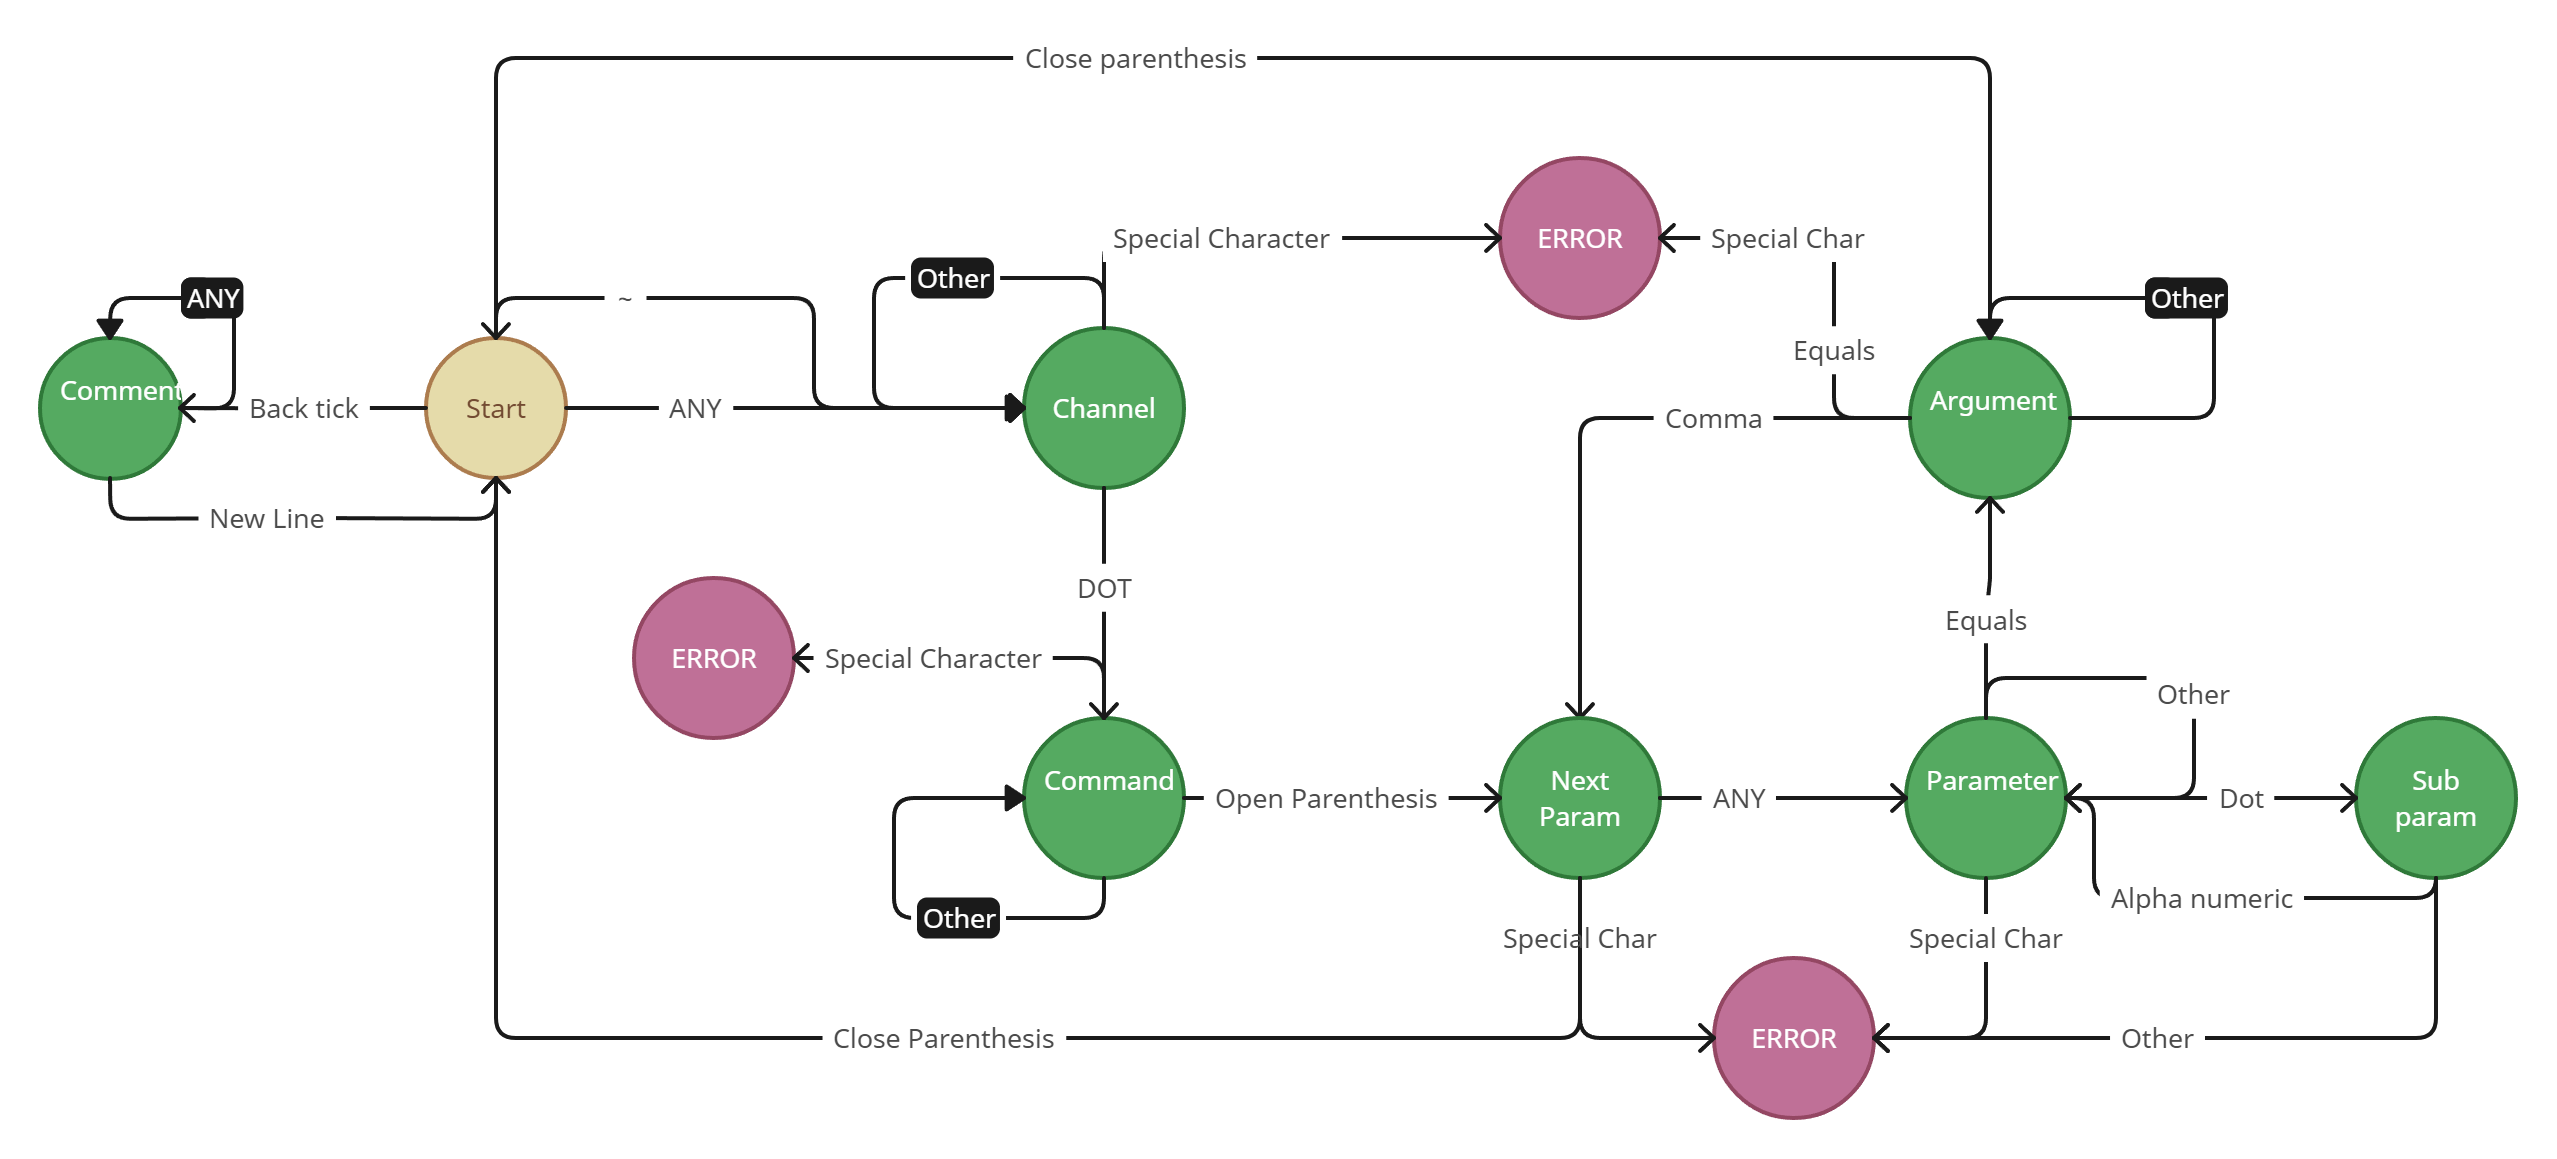 Close parenthesis
Special Character
ERROR
Special Char
Other
ANY
~
Other
Equals
Comment
Back tick
Start
ANY
Channel
Comma
Argument
New Line
DOT
Equals
ERROR
Special Character
Other
Command
Open Parenthesis
Next
Param
ANY
Parameter
Dot
Sub
param
Other
Alpha numeric
Special Char
Special Char
Close Parenthesis
ERROR
Other